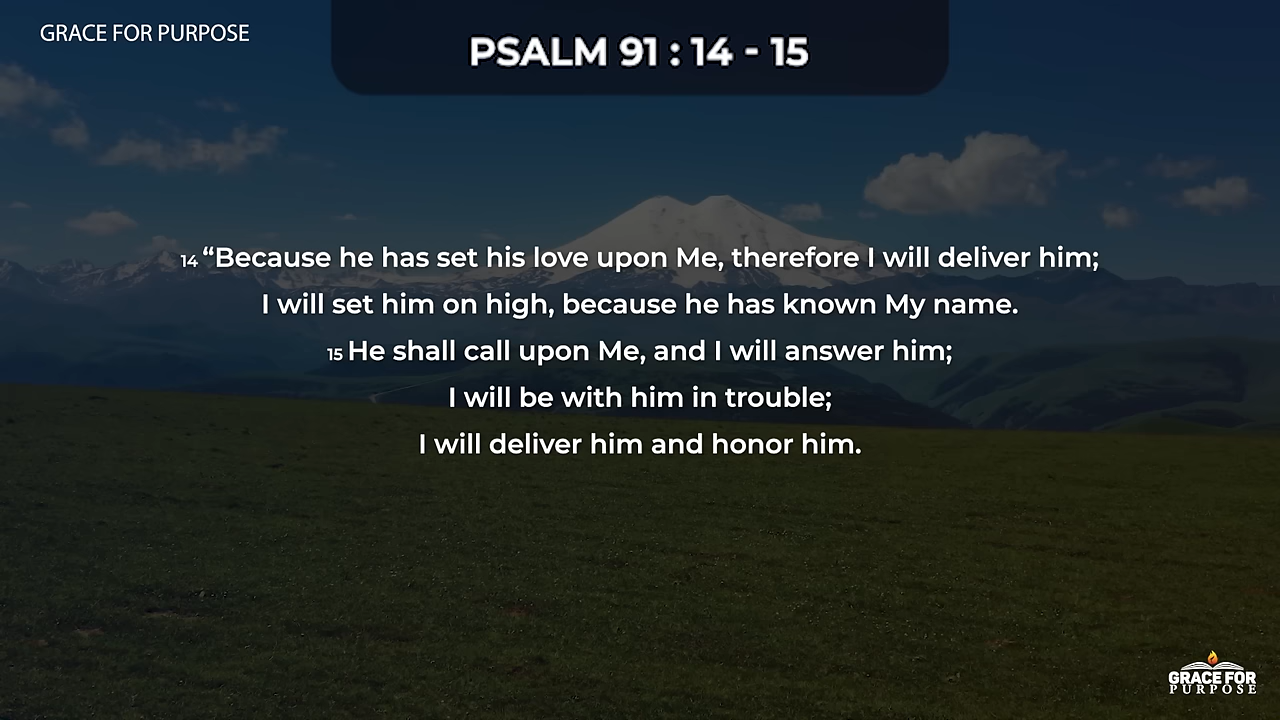 GRACE FOR PURPOSE
PSALM 91 : 14 - 15
14 “Because he has set his love upon Me, therefore I will deliver him;
I will set him on high, because he has known My name.
15 He shall call upon Me, and I will answer him;
I will be with him in trouble;
I will deliver him and honor him.
GRACE FOR
PURPOSE